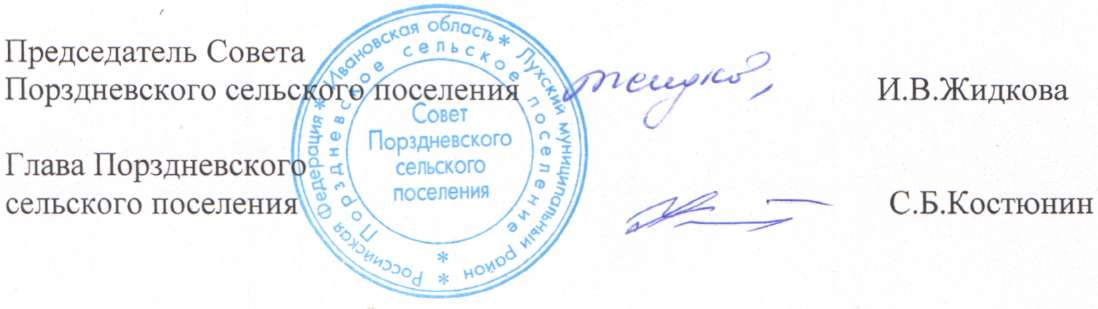 Председатель Совета
Порздневского сельского поселения И.В.Жидкова
Глава Порздневского
сельского поселения С.Б.Костюнин
Российская Федерация * Ивановская область * Лухский муниципальный район *
Порздневское сельское поселение *
Совет
Порздневского
сельского
поселения